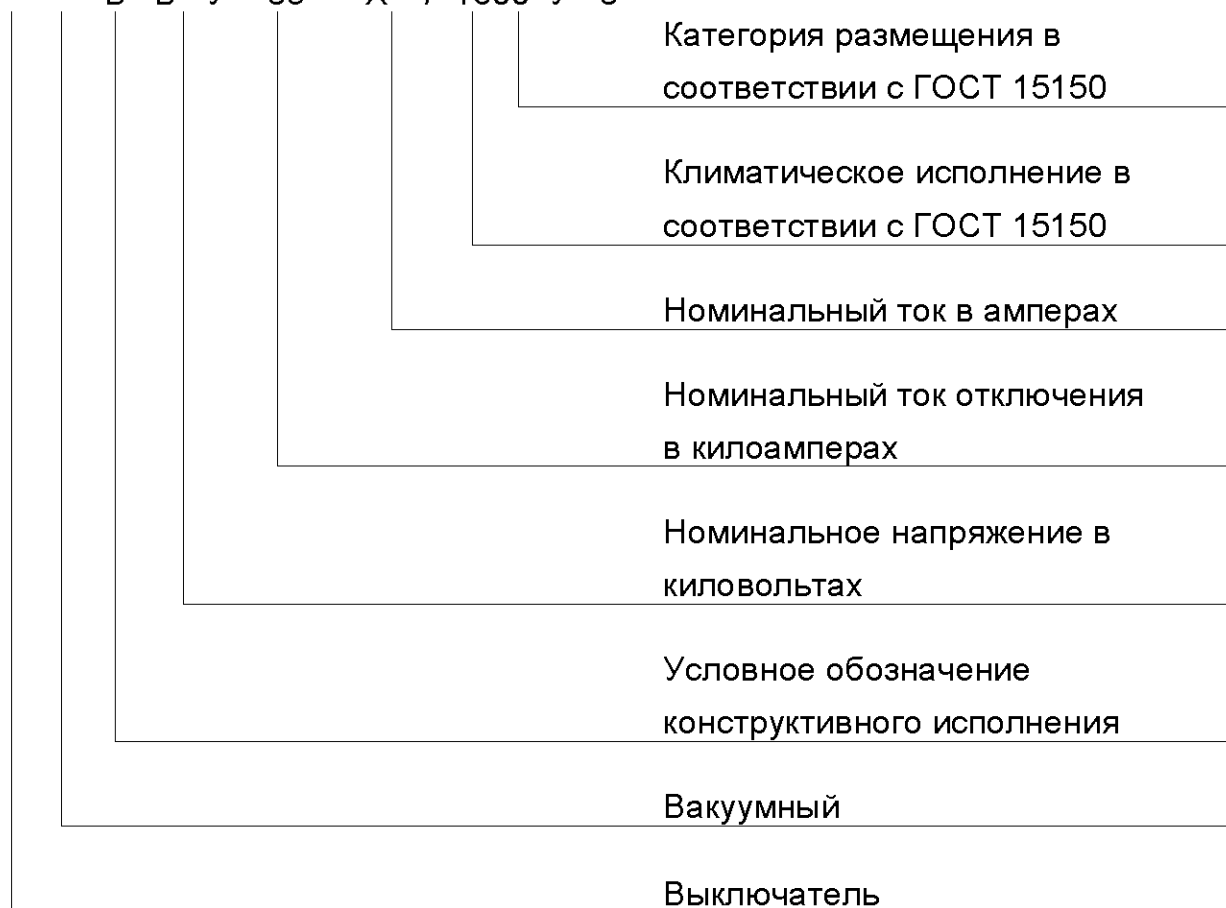 Категория размещения в
соответствии с ГОСТ 15150
Климатическое исполнение в
соответствии с ГОСТ 15150
Номинальный ток в амперах
Номинальный ток отключения
в килоамперах
Номинальное напряжение в
киловольтах
Условное обозначение
конструктивного исполнения
Вакуумный
Выключатель